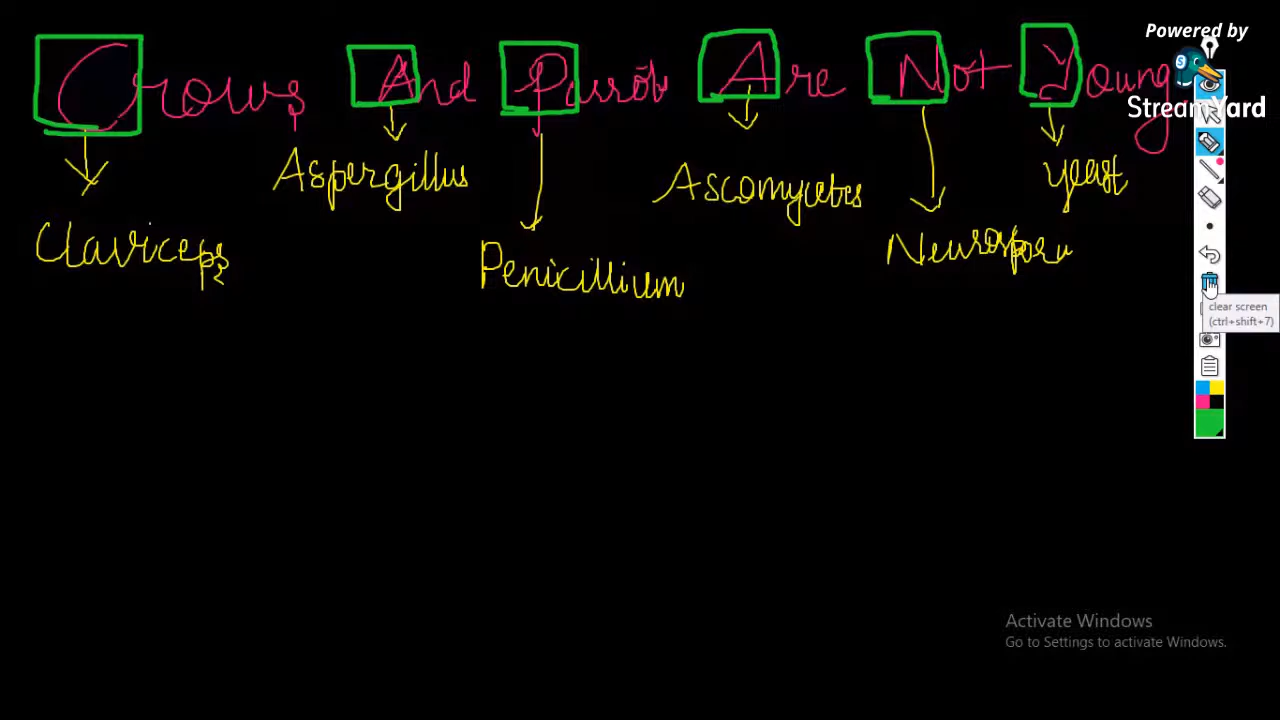 Powered by
StreamYard
Crows And Parrot Are Not Young
Aspergillus
Ascomycetes
yeast
Claviceps
Penicillium
Neurospora
clear screen
(ctrl+shift+7)
Activate Windows
Go to Settings to activate Windows.